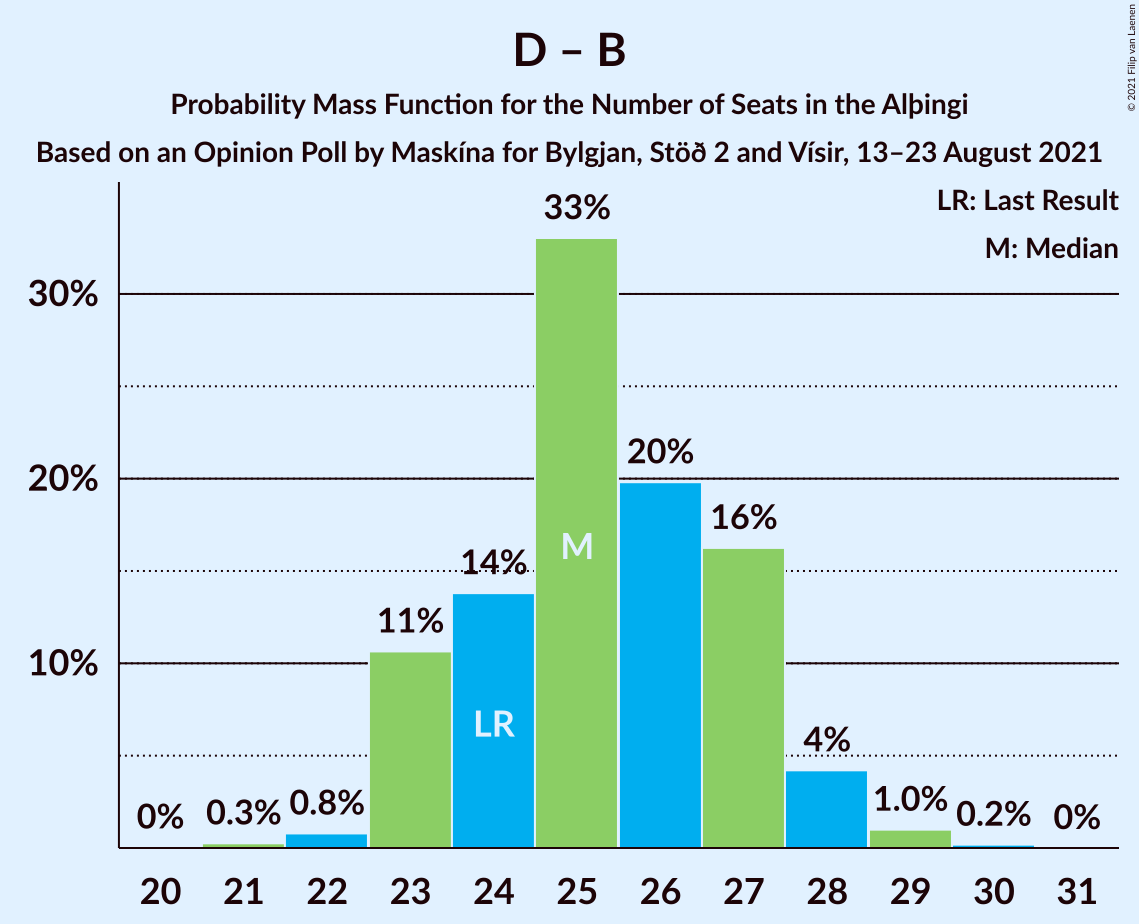 D – B
Probability Mass Function for the Number of Seats in the Alþingi
Based on an Opinion Poll by Maskína for Bylgjan, Stöð 2 and Vísir, 13–23 August 2021
© 2021 Filip van Laenen
LR: Last Result
M: Median
30%
20%
10%
0%
0.3%
0.8%
11%
14%
33%
20%
16%
4%
1.0%
0.2%
0%
LR
M
20 21 22 23 24 25 26 27 28 29 30 31